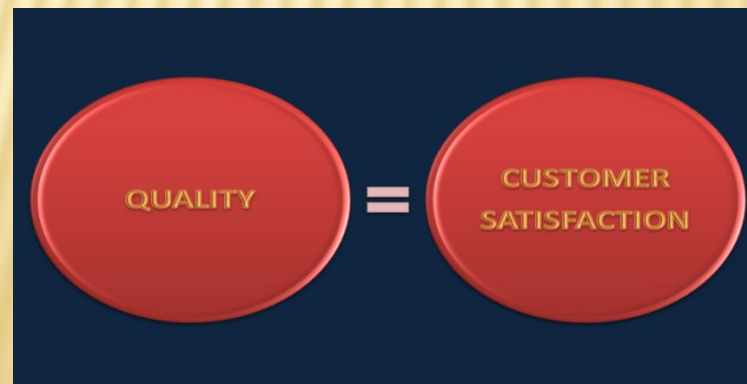 QUALITY
=
CUSTOMER
SATISFACTION